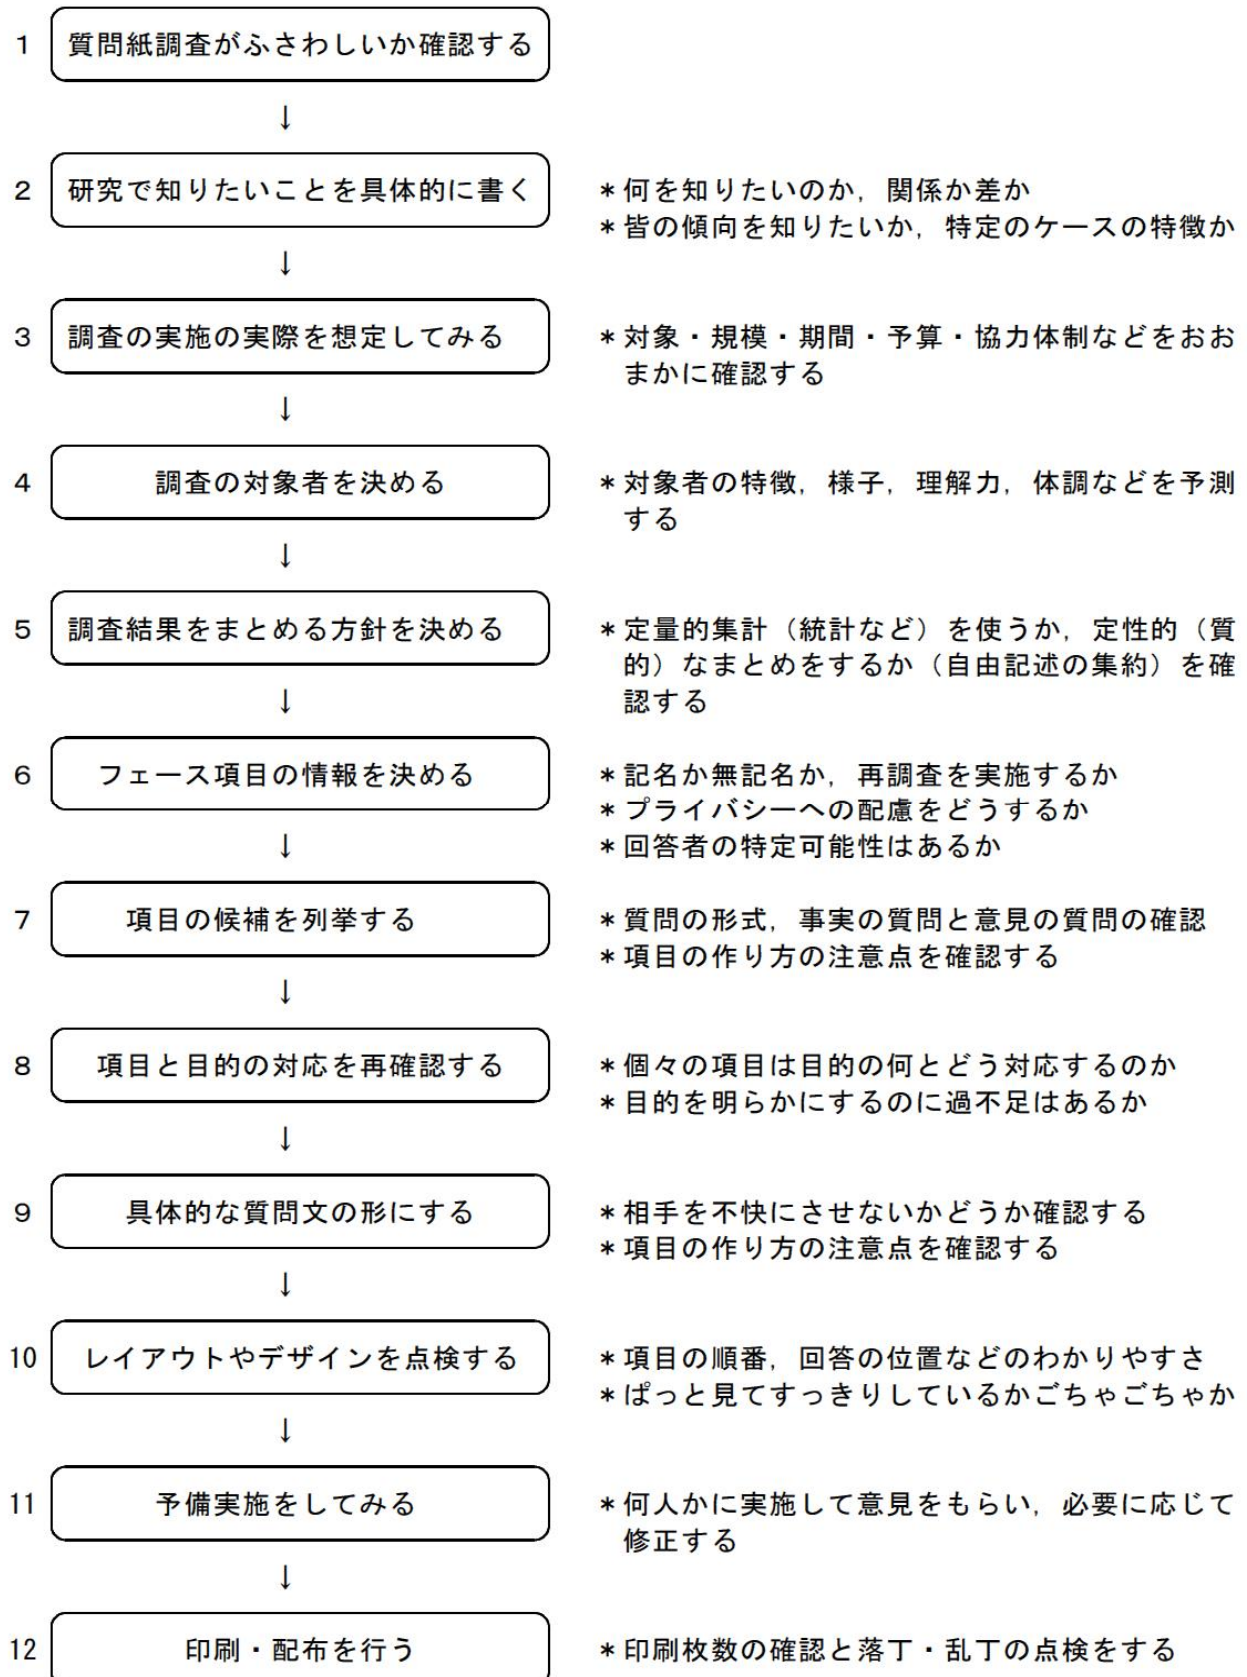 1 質問紙調査がふさわしいか確認する
↓
2 研究で知りたいことを具体的に書く
＊何を知りたいのか，関係か差か
＊皆の傾向を知りたいか，特定のケースの特徴か
↓
3 調査の実施の実際を想定してみる
＊対象・規模・期間・予算・協力体制などをおお
まかに確認する
↓
4 調査の対象者を決める
＊対象者の特徴，様子，理解力，体調などを予測
する
↓
5 調査結果をまとめる方針を決める
＊定量的集計（統計など）を使うか，定性的（質
的）なまとめをするか（自由記述の集約）を確
認する
↓
6 フェース項目の情報を決める
＊記名か無記名か，再調査を実施するか
＊プライバシーへの配慮をどうするか
＊回答者の特定可能性はあるか
↓
7 項目の候補を列挙する
＊質問の形式，事実の質問と意見の質問の確認
＊項目の作り方の注意点を確認する
↓
8 項目と目的の対応を再確認する
＊個々の項目は目的の何とどう対応するのか
＊目的を明らかにするのに過不足はあるか
↓
9 具体的な質問文の形にする
＊相手を不快にさせないかどうか確認する
＊項目の作り方の注意点を確認する
↓
10 レイアウトやデザインを点検する
＊項目の順番，回答の位置などのわかりやすさ
＊ぱっと見てすっきりしているかごちゃごちゃか
↓
11 予備実施をしてみる
＊何人かに実施して意見をもらい，必要に応じて
修正する
↓
12 印刷・配布を行う
＊印刷枚数の確認と落丁・乱丁の点検をする